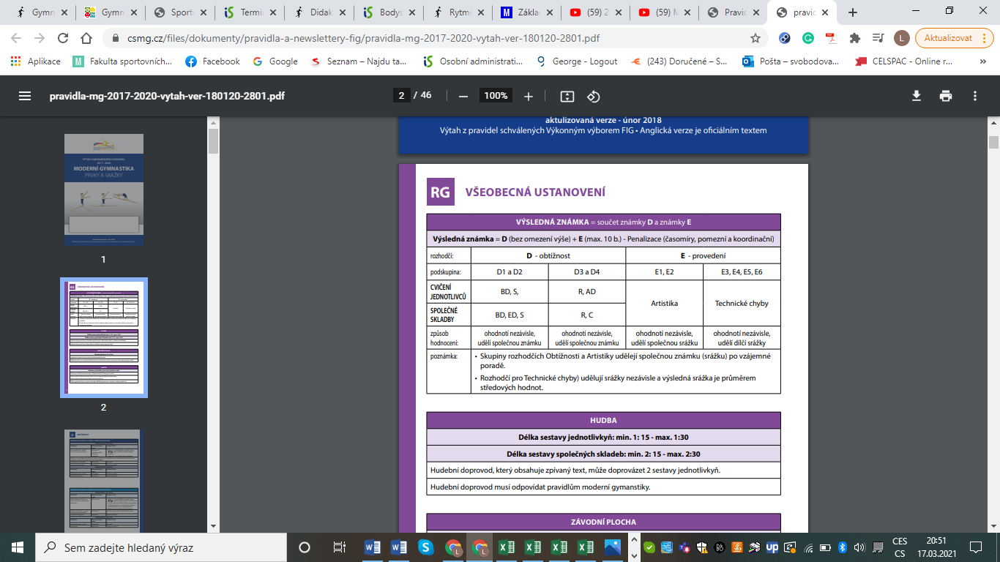 Gymn
Gymn
Sport
Termi
Didak
Bodys
Rytm
Zákla
(59) 2
(59) M
Pravic
pravic
csmg.cz/files/dokumenty/pravidla-a-newslettery-fig/pravidla-mg-2017-2020-vytah-ver-180120-2801.pdf
L
Aktualizovat
Aplikace
Fakulta sportovních...
Facebook
Google
Seznam – Najdu ta...
Osobní administrati...
George - Logout
(243) Doručené – S...
Pošta – svobodova...
CELSPAC - Online r...
pravidla-mg-2017-2020-vytah-ver-180120-2801.pdf
2 / 46
100%
MODERNÍ GYMNASTIKA
PRVKY A SRÁŽKY
1
2
aktulizovaná verze - únor 2018
Výtah z pravidel schválených Výkonným výborem FIG • Anglická verze je oficiálním textem
RG VŠEOBECNÁ USTANOVENÍ
VÝSLEDNÁ ZNÁMKA = součet známky D a známky E
Výsledná známka = D (bez omezení výše) + E (max. 10 b.) - Penalizace (časomíry, pomezní a koordinační)
rozhodčí: D - obtížnost E - provedení
podskupina: D1 a D2 D3 a D4 E1, E2 E3, E4, E5, E6
CVIČENÍ
JEDNOTLIVCŮ
BD, S, R, AD
Artistika Technické chyby
SPOLEČNÉ
SKLADBY
BD, ED, S R, C
způsob
hodnocení:
ohodnotí nezávisle,
udělí společnou známku
ohodnotí nezávisle,
udělí společnou známku
ohodnotí nezávisle,
udělí společnou srážku
ohodnotí nezávisle,
udělí dílčí srážky
poznámka:
• Skupiny rozhodčích Obtížnosti a Artistiky udělejí společnou známku (srážku) po vzájemné
poradě.
• Rozhodčí pro Technické chyby) udělují srážky nezávisle a výsledná srážka je průměrem
středových hodnot.
HUDBA
Délka sestavy jednotlivkyň: min. 1: 15 - max. 1:30
Délka sestavy společných skladeb: min. 2: 15 - max. 2:30
Hudební doprovod, který obsahuje zpívaný text, může doprovázet 2 sestavy jednotlivkyň.
Hudební doprovod musí odpovídat pravidlům moderní gymanstiky.
ZÁVODNÍ PLOCHA
Sem zadejte hledaný výraz
CES
CS
20:51
17.03.2021